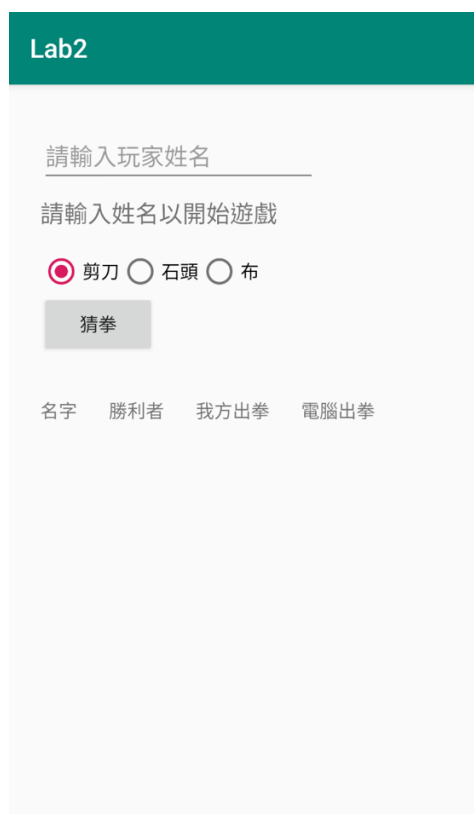 Lab2
請輸入玩家姓名
請輸入姓名以開始遊戲
剪刀 石頭 布
猜拳
名字 勝利者 我方出拳 電腦出拳